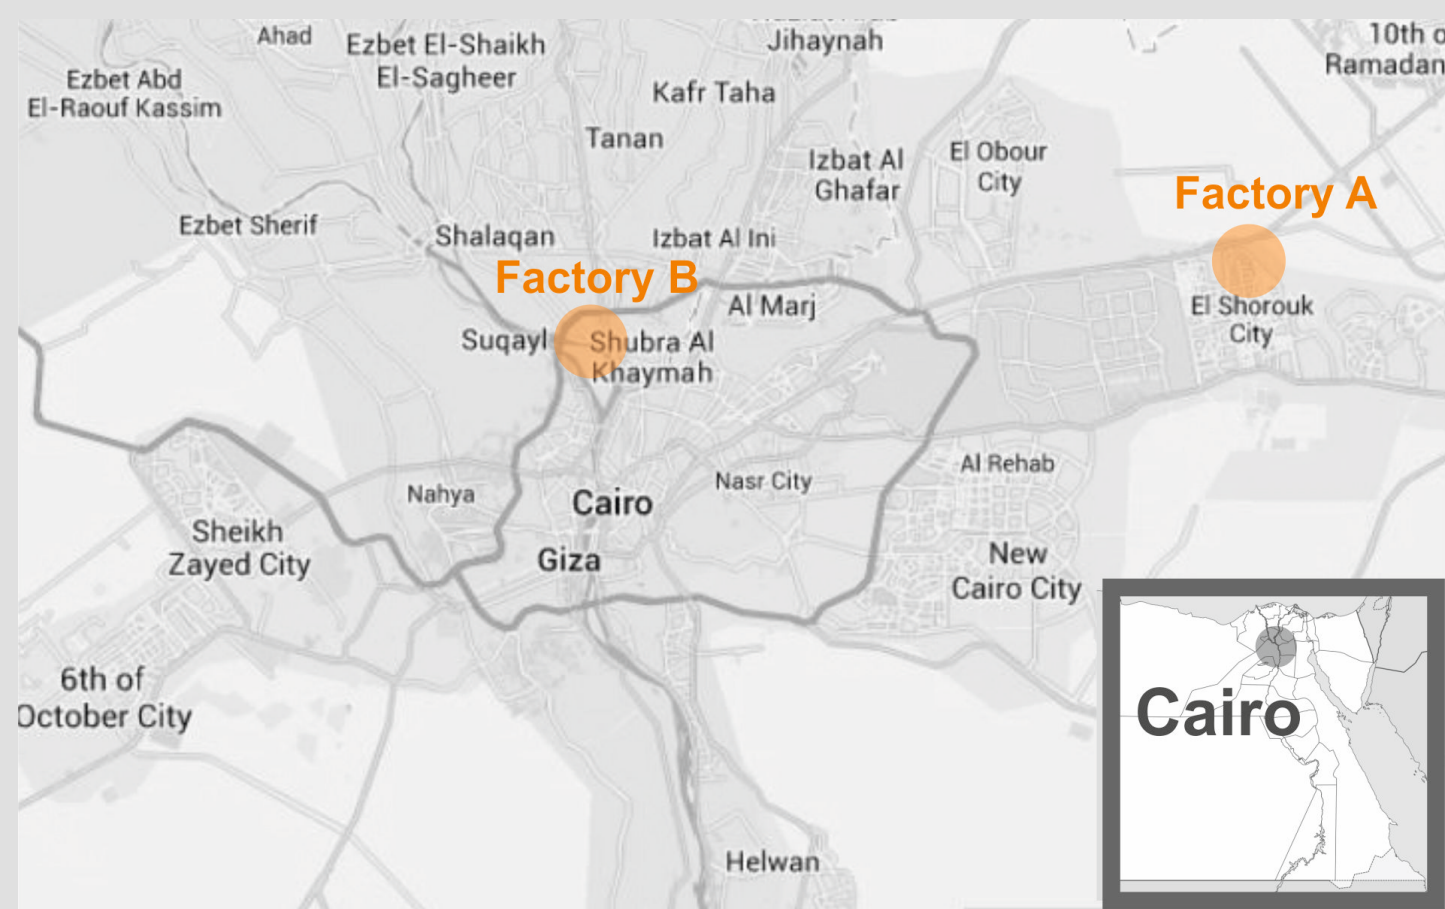 Jihaynah
10th o
Ramadan
Ahad
Ezbet El-Shaikh
El-Sagheer
Ezbet Abd
El-Raouf Kassim
Kafr Taha
Tanan
Izbat Al
Ghafar
El Obour
City
Factory A
Ezbet Sherif
Shalaqan
Izbat Al Ini
Factory B
Al Marj
El Shorouk
City
Suqayl
Shubra Al
Khaymah
Al Rehab
Nasr City
Nahya
Cairo
Sheikh
Zayed City
Giza
New
Cairo City
6th of
October City
Cairo
Helwan